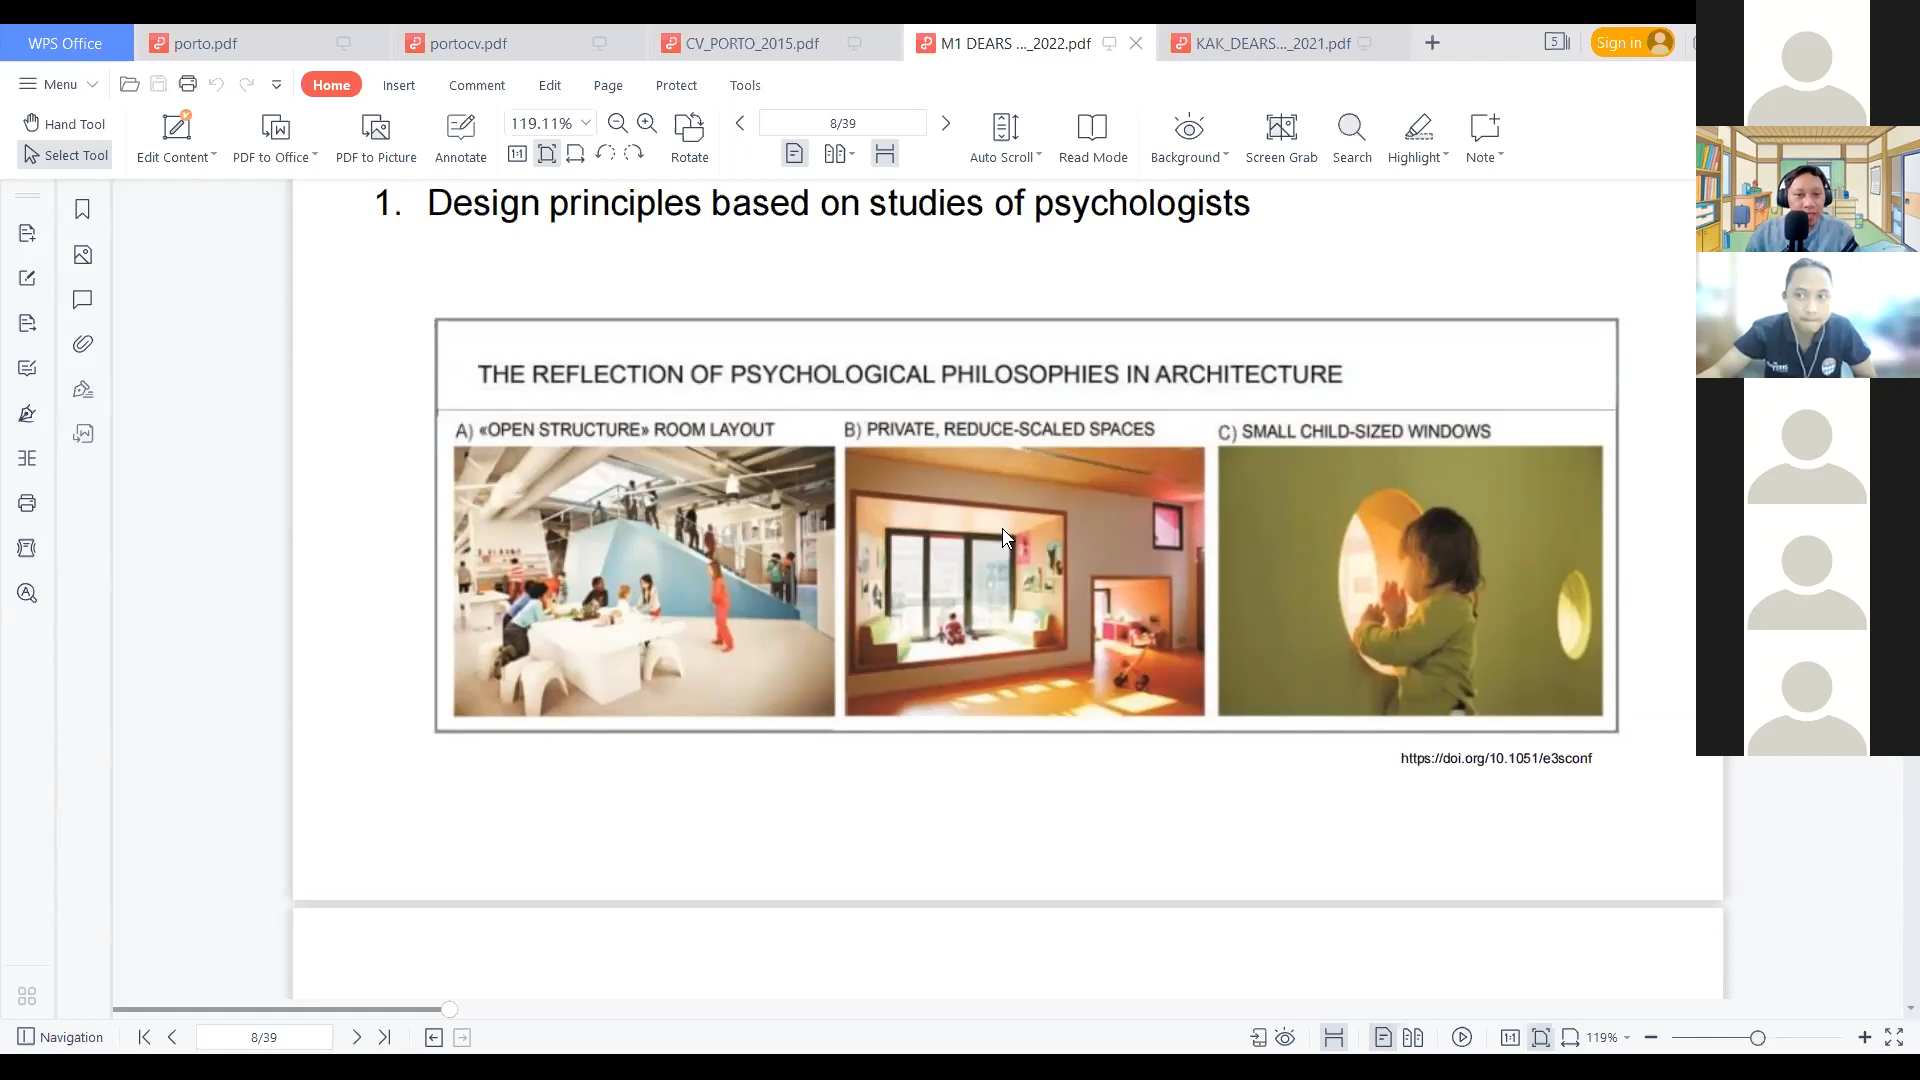 WPS Office
porto.pdf
portocv.pdf
CV_PORTO_2015.pdf
M1 DEARS ..._2022.pdf
KAK_DEARS..._2021.pdf
5
Sign in
Menu
Home
Insert
Comment
Edit
Page
Protect
Tools
Hand Tool
Select Tool
Edit Content
PDF to Office
PDF to Picture
Annotate
119.11%
Rotate
8/39
Auto Scroll
Read Mode
Background
Screen Grab
Search
Highlight
Note
1. Design principles based on studies of psychologists
THE REFLECTION OF PSYCHOLOGICAL PHILOSOPHIES IN ARCHITECTURE
A) «OPEN STRUCTURE» ROOM LAYOUT
B) PRIVATE, REDUCE-SCALED SPACES
C) SMALL CHILD-SIZED WINDOWS
https://doi.org/10.1051/e3sconf
Navigation
8/39
119%